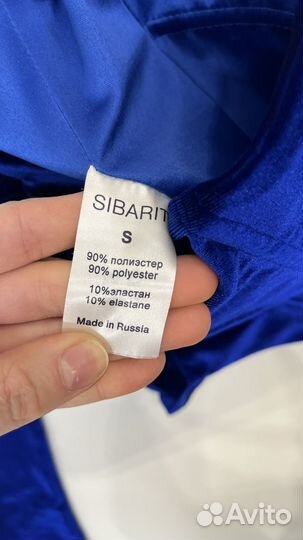 SIBARIT
S
90% полиэстер
90% polyester
10%эластан
10% elastane
Made in Russia
Avito